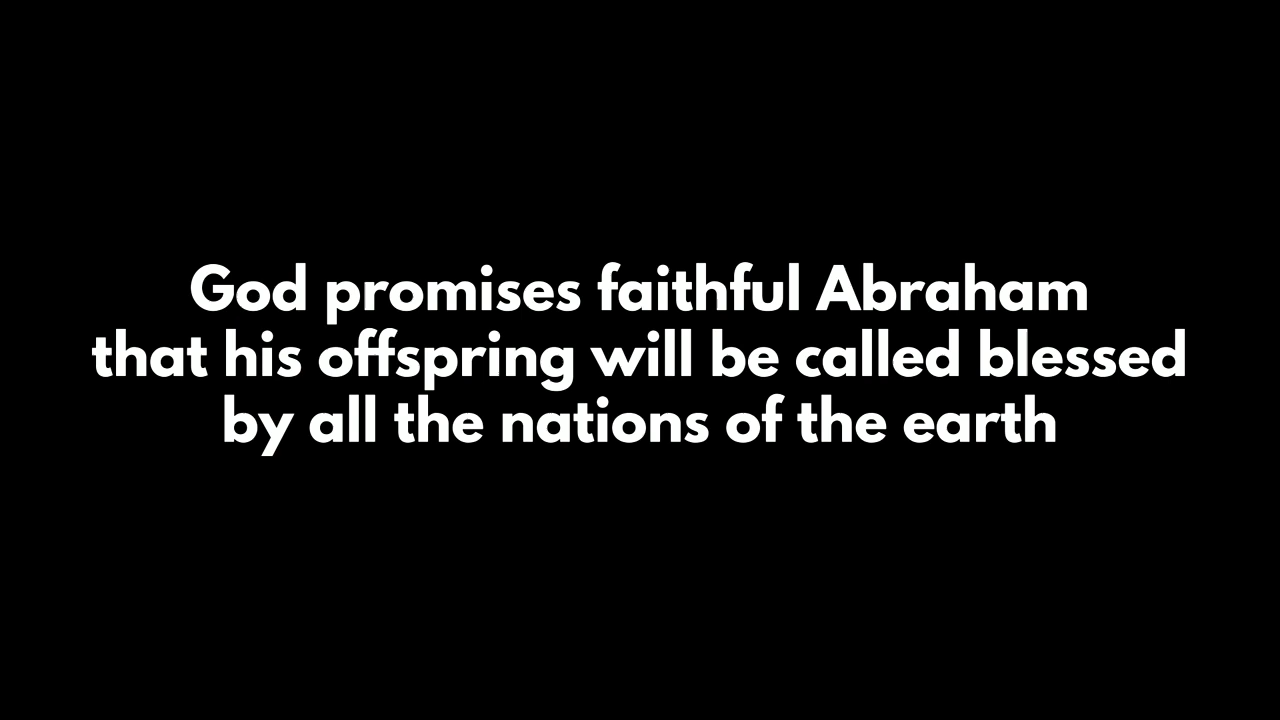 God promises faithful Abraham
that his offspring will be called blessed
by all the nations of the earth